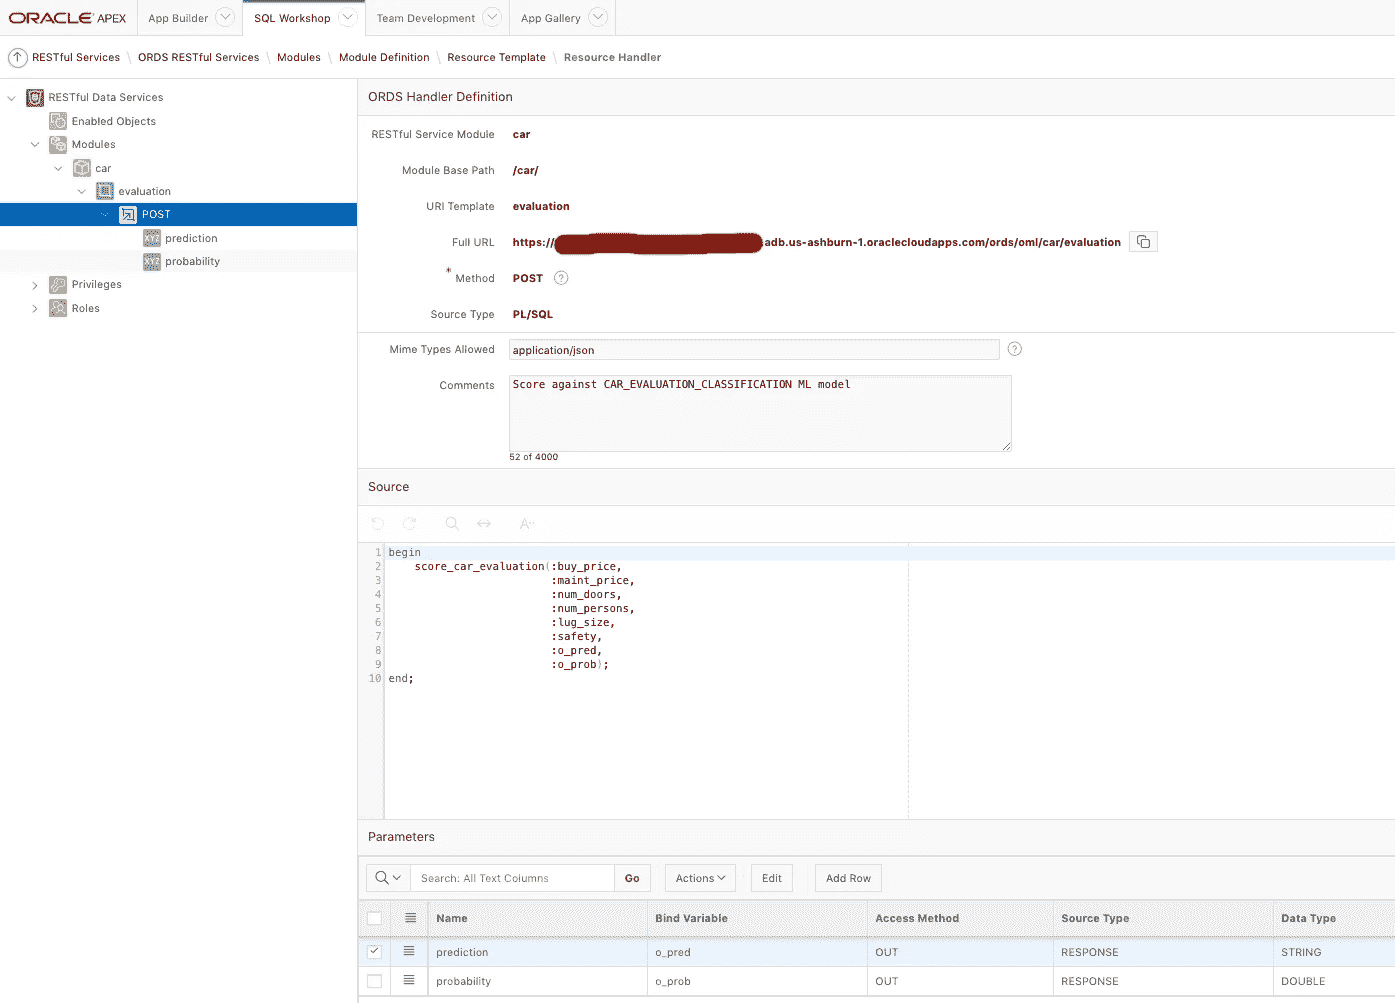 ORACLE APEX App Builder SQL Workshop Team Development App Gallery
RESTful Services \ ORDS RESTful Services \ Modules \ Module Definition \ Resource Template \ Resource Handler
RESTful Data Services
Enabled Objects
Modules
car
evaluation
POST
prediction
probability
Privileges
Roles
ORDS Handler Definition
RESTful Service Module car
Module Base Path /car/
URI Template evaluation
Full URL https:// adb.us-ashburn-1.oraclecloudapps.com/ords/oml/car/evaluation
* Method POST ?
Source Type PL/SQL
Mime Types Allowed application/json ?
Comments Score against CAR_EVALUATION_CLASSIFICATION ML model
52 of 4000
Source
1 begin
2 score_car_evaluation(:buy_price,
3 :maint_price,
4 :num_doors,
5 :num_persons,
6 :lug_size,
7 :safety,
8 :o_pred,
9 :o_prob);
10 end;
Parameters
Search: All Text Columns Go Actions Edit Add Row
Name Bind Variable Access Method Source Type Data Type
prediction o_pred OUT RESPONSE STRING
probability o_prob OUT RESPONSE DOUBLE